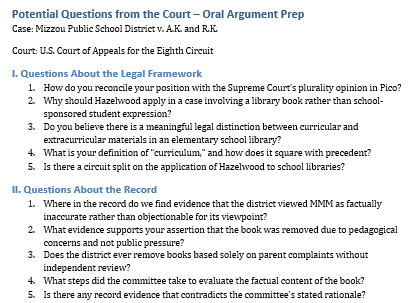 Potential Questions from the Court – Oral Argument Prep
Case: Mizzou Public School District v. A.K. and R.K.
Court: U.S. Court of Appeals for the Eighth Circuit
I. Questions About the Legal Framework
1. How do you reconcile your position with the Supreme Court's plurality opinion in Pico?
2. Why should Hazelwood apply in a case involving a library book rather than school-
sponsored student expression?
3. Do you believe there is a meaningful legal distinction between curricular and
extracurricular materials in an elementary school library?
4. What is your definition of "curriculum," and how does it square with precedent?
5. Is there a circuit split on the application of Hazelwood to school libraries?
II. Questions About the Record
1. Where in the record do we find evidence that the district viewed MMM as factually
inaccurate rather than objectionable for its viewpoint?
2. What evidence supports your assertion that the book was removed due to pedagogical
concerns and not public pressure?
3. Does the district ever remove books based solely on parent complaints without
independent review?
4. What steps did the committee take to evaluate the factual content of the book?
5. Is there any record evidence that contradicts the committee's stated rationale?